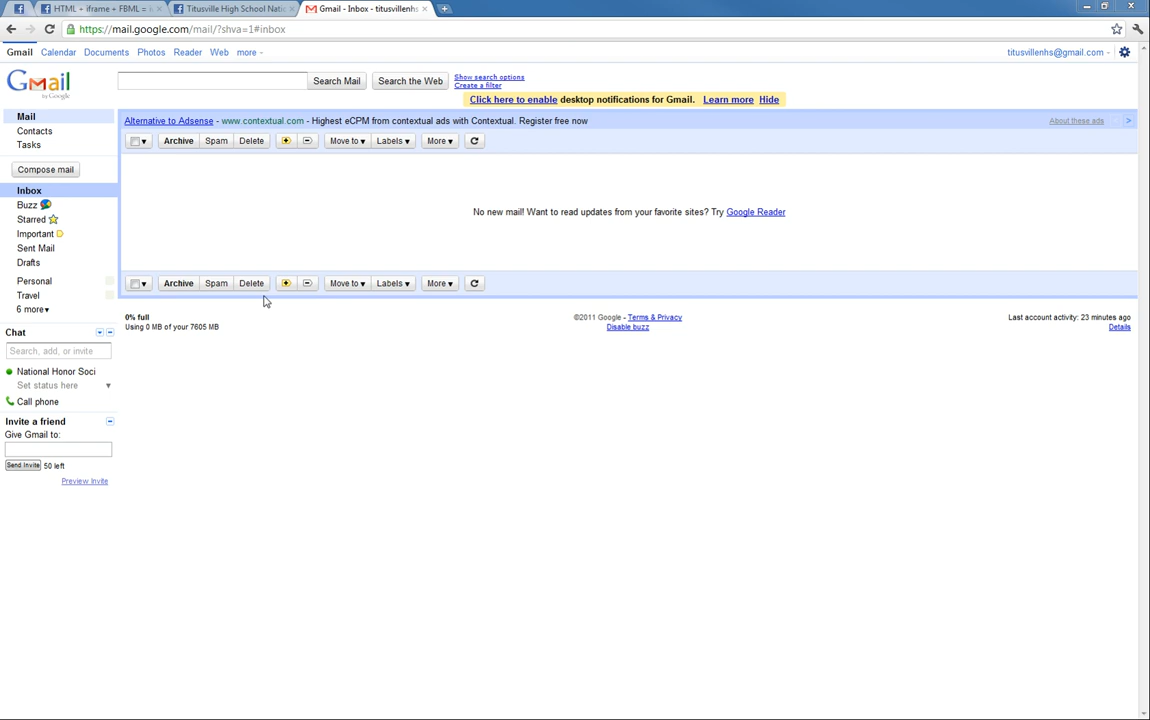 HTML + iframe + FBML =
Titusville High School Natio
Gmail - Inbox - titusvillenhs
https://mail.google.com/mail/?shva=1#inbox
Gmail Calendar Documents Photos Reader Web more
titusvillenhs@gmail.com
Gmail
by Google
Search Mail
Search the Web
Show search options
Create a filter
Click here to enable desktop notifications for Gmail. Learn more Hide
Mail
Contacts
Tasks
Compose mail
Inbox
Buzz
Starred
Important
Sent Mail
Drafts
Personal
Travel
6 more▾
Chat
Search, add, or invite
National Honor Soci
Set status here
Call phone
Invite a friend
Give Gmail to:
Send Invite 50 left
Preview Invite
Alternative to Adsense - www.contextual.com - Highest eCPM from contextual ads with Contextual. Register free now
About these ads >
Archive Spam Delete Move to▾ Labels▾ More▾
No new mail! Want to read updates from your favorite sites? Try Google Reader
Archive Spam Delete Move to▾ Labels▾ More▾
0% full
Using 0 MB of your 7605 MB
©2011 Google - Terms & Privacy
Disable buzz
Last account activity: 23 minutes ago
Details